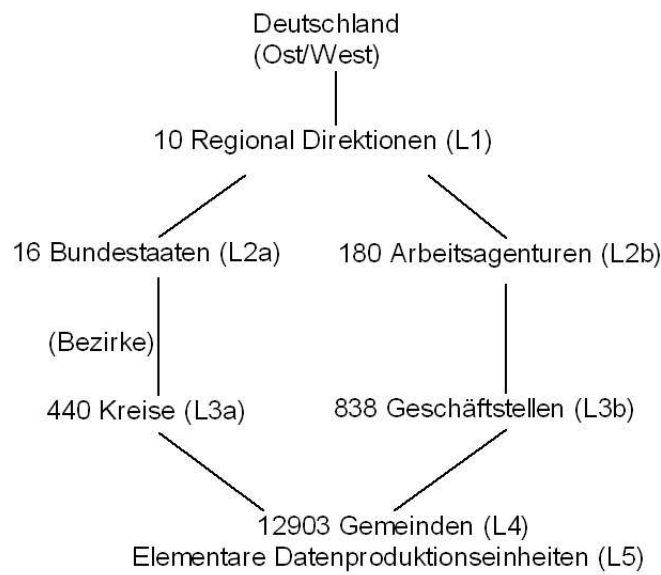 Deutschland
(Ost/West)
10 Regional Direktionen (L1)
16 Bundestaaten (L2a)
180 Arbeitsagenturen (L2b)
(Bezirke)
440 Kreise (L3a)
838 Geschäftstellen (L3b)
12903 Gemeinden (L4)
Elementare Datenproduktionseinheiten (L5)